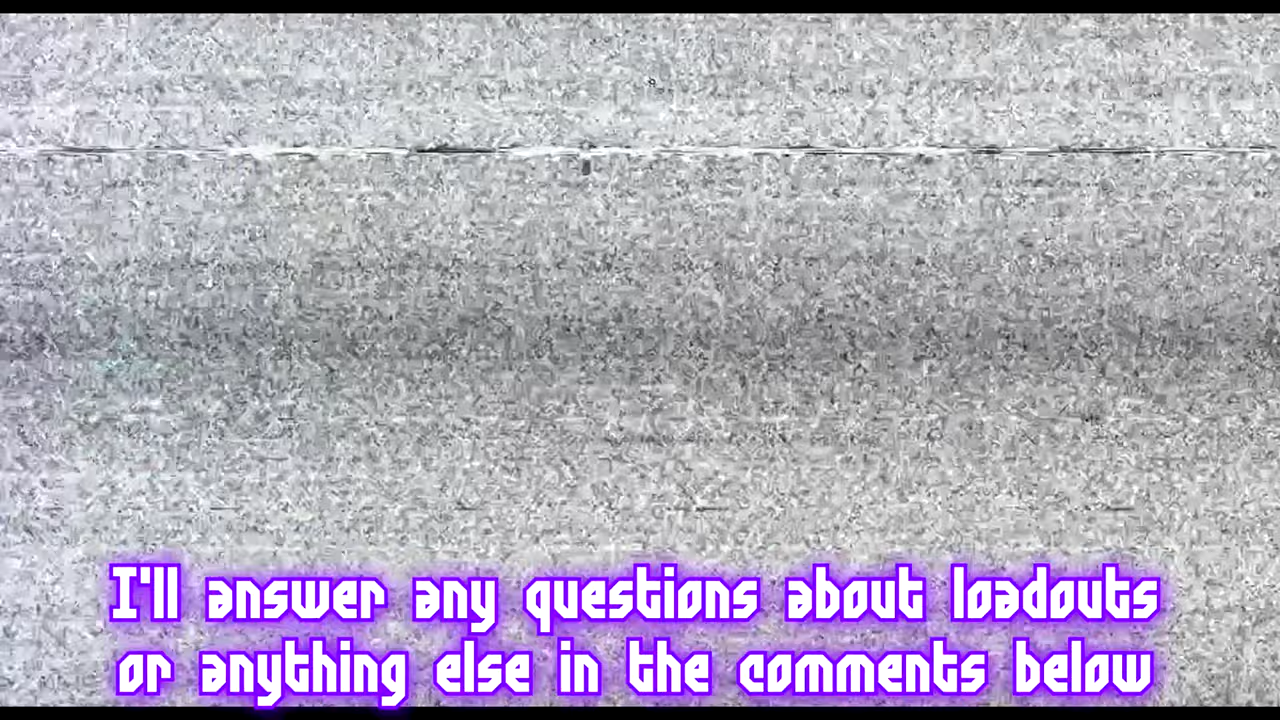 I'll answer any questions about loadouts
or anything else in the comments below